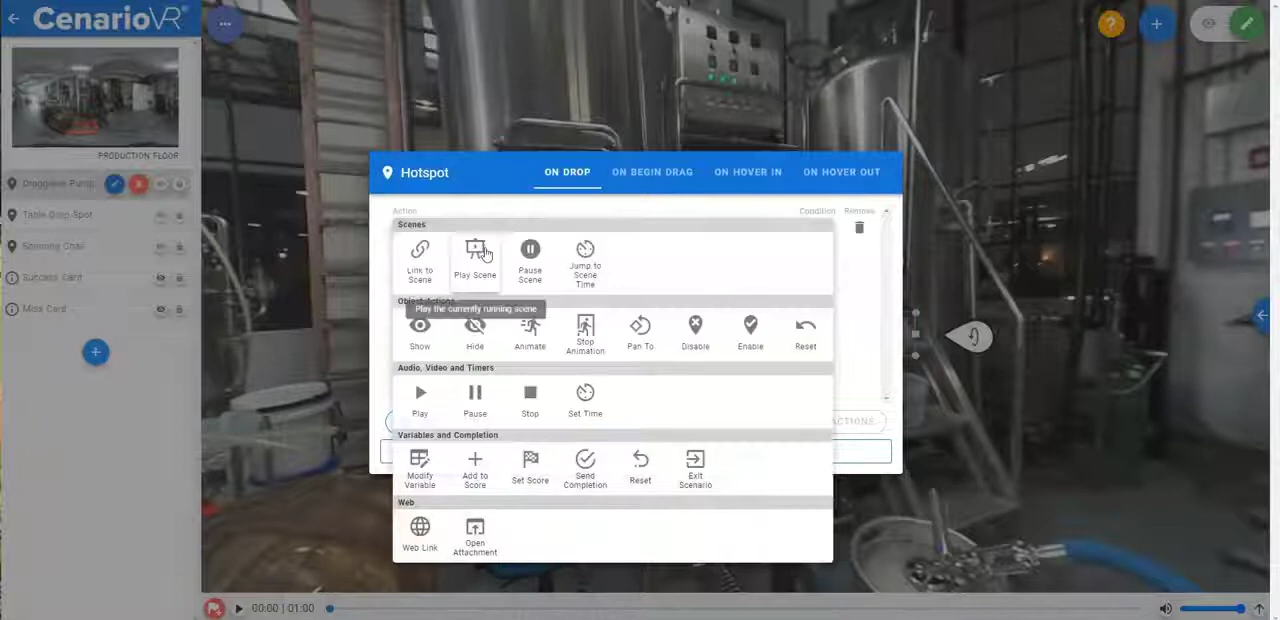 CenarioVR®
PRODUCTION FLOOR
Draggable Pump
Table Drop Spot
Spinning Chair
Success Card
Miss Card
Hotspot
ON DROP
ON BEGIN DRAG
ON HOVER IN
ON HOVER OUT
Action
Condition
Remove
Scenes
Link to Scene
Play Scene
Pause Scene
Jump to Scene Time
Object Actions
Play the currently running scene
Show
Hide
Animate
Stop Animation
Pan To
Disable
Enable
Reset
Audio, Video and Timers
Play
Pause
Stop
Set Time
ACTIONS
Variables and Completion
Modify Variable
Add to Score
Set Score
Send Completion
Reset
Exit Scenario
Web
Web Link
Open Attachment
00:00 | 01:00